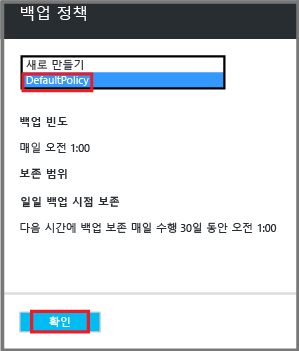 백업 정책
새로 만들기
DefaultPolicy
백업 빈도
매일 오전 1:00
보존 범위
일일 백업 시점 보존
다음 시간에 백업 보존 매일 수행 30일 동안 오전 1:00
확인